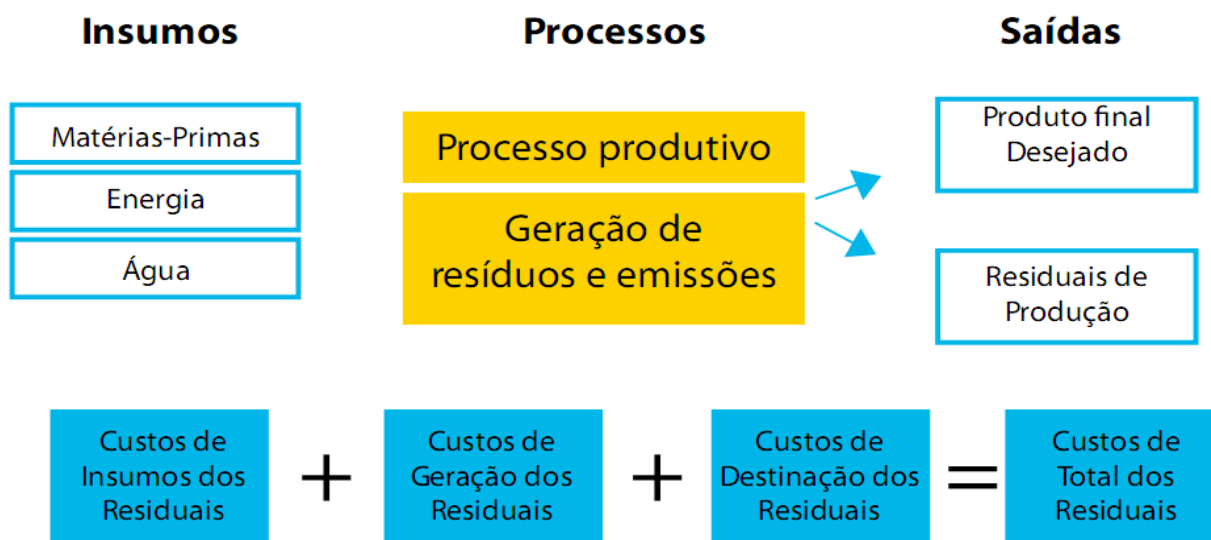 Insumos
Processos
Saídas
Matérias-Primas
Energia
Água
Processo produtivo
Geração de
resíduos e emissões
Produto final
Desejado
Residuais de
Produção
Custos de
Insumos dos
Residuais
+
Custos de
Geração dos
Residuais
+
Custos de
Destinação dos
Residuais
=
Custos de
Total dos
Residuais